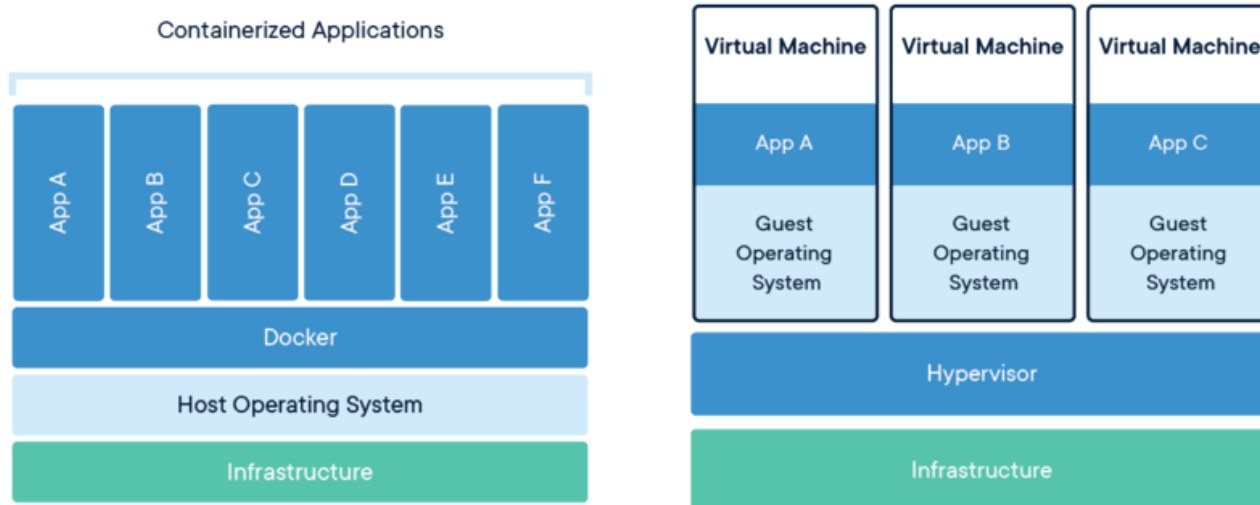 Containerized Applications
App A
App B
App C
App D
App E
App F
Docker
Host Operating System
Infrastructure
Virtual Machine
App A
Guest
Operating
System
Virtual Machine
App B
Guest
Operating
System
Virtual Machine
App C
Guest
Operating
System
Hypervisor
Infrastructure